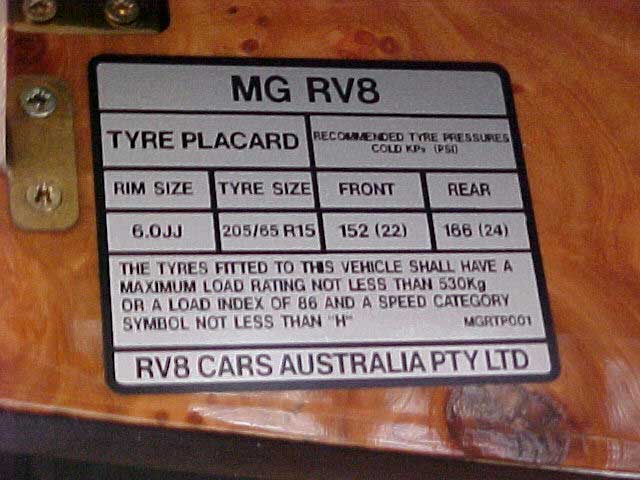 MG RV8
TYRE PLACARD
RECOMMENDED TYRE PRESSURES
COLD KPa (PSI)
RIM SIZE TYRE SIZE FRONT REAR
6.0JJ 205/65 R15 152 (22) 166 (24)
THE TYRES FITTED TO THIS VEHICLE SHALL HAVE A
MAXIMUM LOAD RATING NOT LESS THAN 530Kg
OR A LOAD INDEX OF 86 AND A SPEED CATEGORY
SYMBOL NOT LESS THAN "H" MGRTP001
RV8 CARS AUSTRALIA PTY LTD